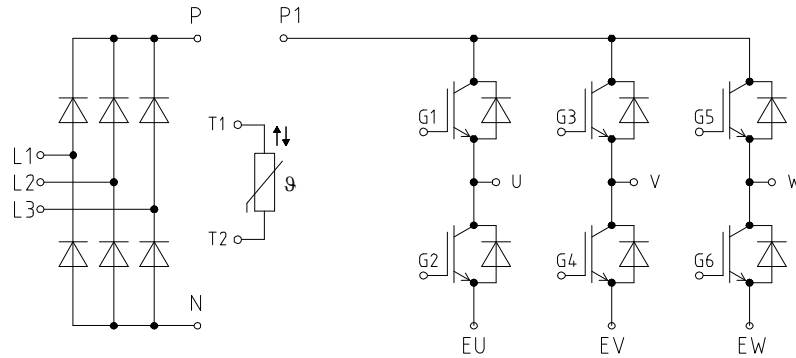 P P1
G1 G3 G5
T1
L1
L2
L3
ϑ
U V W
T2
G2 G4 G6
N
EU EV EW